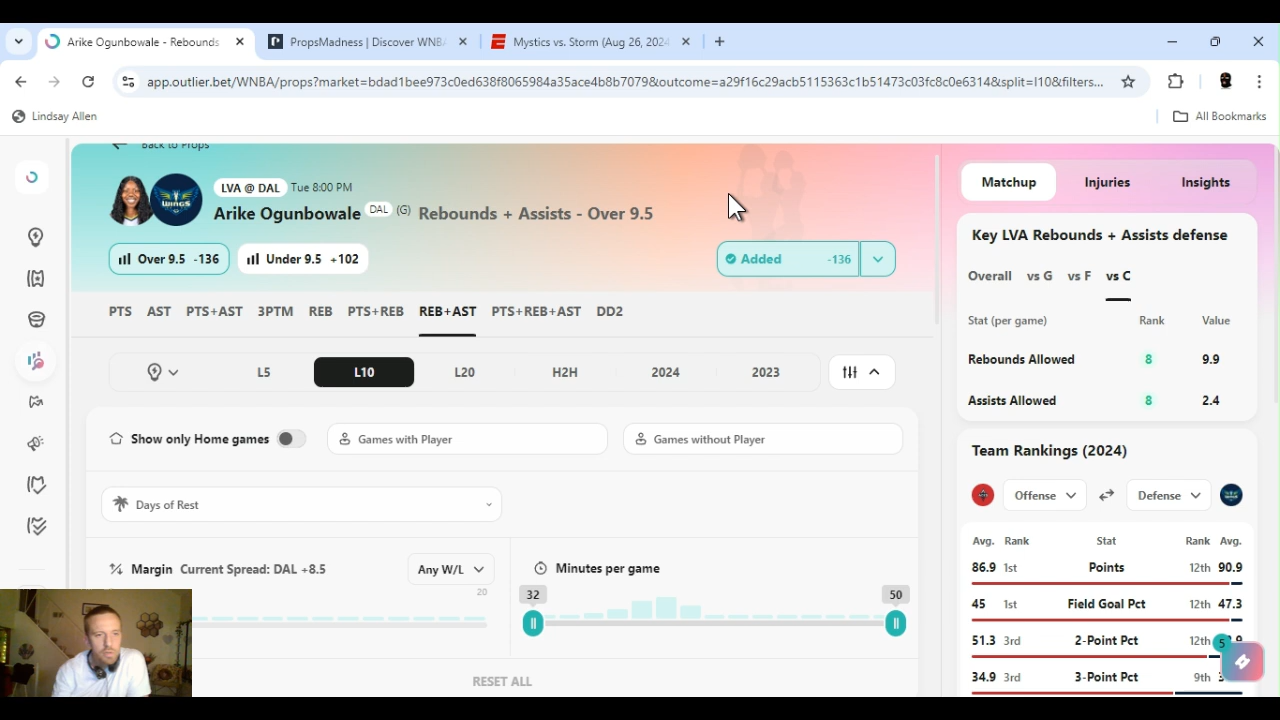 Arike Ogunbowale - Rebounds
PropsMadness | Discover WNB
Mystics vs. Storm (Aug 26, 2024
app.outlier.bet/WNBA/props?market=bdad1bee973c0ed638f8065984a35ace4b8b7079&outcome=a29f16c29acb5115363c1b51473c03fc8c0e6314&split=l10&filters...
Lindsay Allen
All Bookmarks
Back to Props
LVA @ DAL Tue 8:00 PM
Arike Ogunbowale DAL (G) Rebounds + Assists - Over 9.5
Over 9.5 -136
Under 9.5 +102
Added -136
PTS AST PTS+AST 3PTM REB PTS+REB REB+AST PTS+REB+AST DD2
L5 L10 L20 H2H 2024 2023
Show only Home games
Games with Player
Games without Player
Days of Rest
Margin Current Spread: DAL +8.5
Any W/L
20
Minutes per game
32 50
RESET ALL
Matchup Injuries Insights
Key LVA Rebounds + Assists defense
Overall vs G vs F vs C
Stat (per game) Rank Value
Rebounds Allowed 8 9.9
Assists Allowed 8 2.4
Team Rankings (2024)
Offense Defense
Avg. Rank Stat Rank Avg.
86.9 1st Points 12th 90.9
45 1st Field Goal Pct 12th 47.3
51.3 3rd 2-Point Pct 12th
5
34.9 3rd 3-Point Pct 9th